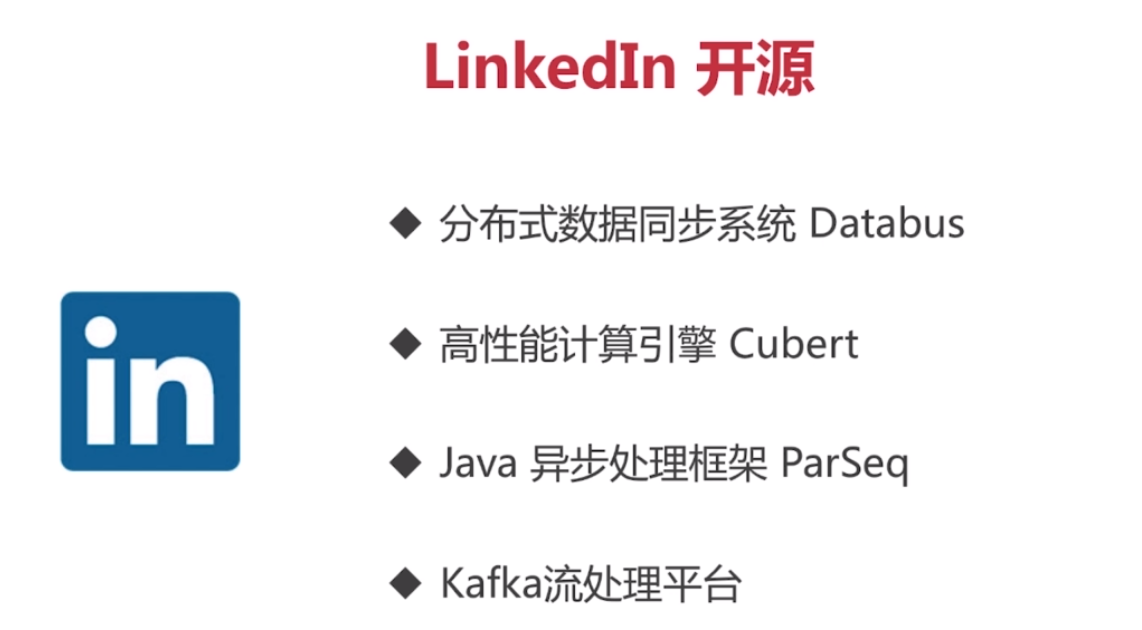 LinkedIn 开源
◆ 分布式数据同步系统 Databus
◆ 高性能计算引擎 Cubert
in
◆ Java 异步处理框架 ParSeq
◆ Kafka流处理平台